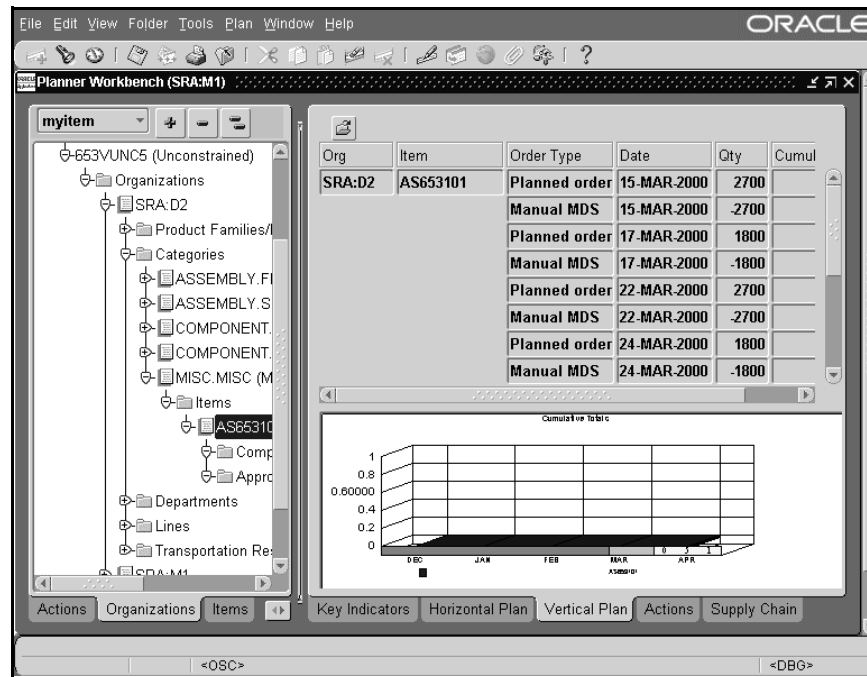 File Edit View Folder Tools Plan Window Help
ORACLE
?
Planner Workbench (SRA:M1)
myitem
653VUNC5 (Unconstrained)
Organizations
SRA:D2
Product Families/
Categories
ASSEMBLY.FI
ASSEMBLY.S
COMPONENT.
COMPONENT.
MISC.MISC (M
Items
AS65310
Comp
Appro
Departments
Lines
Transportation Re
SRA:M1
Actions Organizations Items
Org Item Order Type Date Qty Cumul
SRA:D2 AS653101 Planned order 15-MAR-2000 2700
Manual MDS 15-MAR-2000 -2700
Planned order 17-MAR-2000 1800
Manual MDS 17-MAR-2000 -1800
Planned order 22-MAR-2000 2700
Manual MDS 22-MAR-2000 -2700
Planned order 24-MAR-2000 1800
Manual MDS 24-MAR-2000 -1800
Cumulative Totals
1
0.8
0.60000
0.4
0.2
0
DEC JAN FEB MAR APR
AS653101
Key Indicators Horizontal Plan Vertical Plan Actions Supply Chain
<OSC> <DBG>